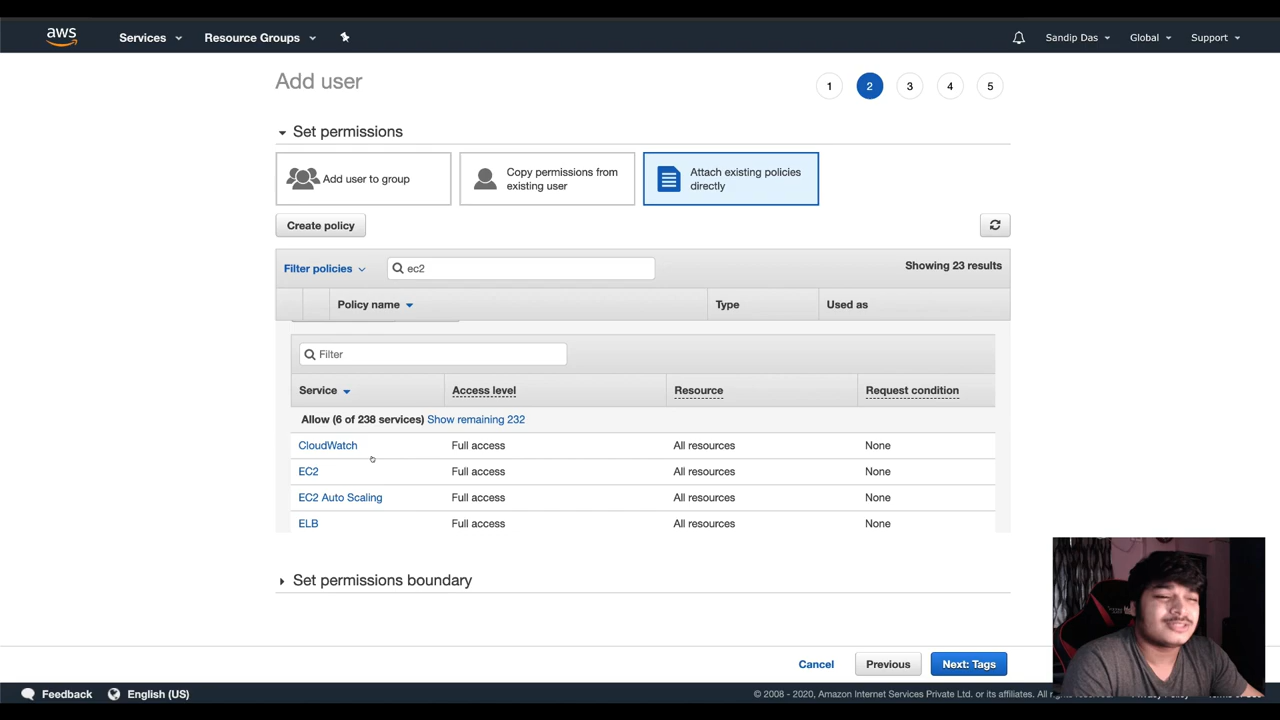 aws Services Resource Groups Sandip Das Global Support
Add user 1 2 3 4 5
Set permissions
Add user to group
Copy permissions from
existing user
Attach existing policies
directly
Create policy
Filter policies ec2 Showing 23 results
Policy name Type Used as
Filter
Service Access level Resource Request condition
Allow (6 of 238 services) Show remaining 232
CloudWatch Full access All resources None
EC2 Full access All resources None
EC2 Auto Scaling Full access All resources None
ELB Full access All resources None
Set permissions boundary
Cancel Previous Next: Tags
Feedback English (US) © 2008 - 2020, Amazon Internet Services Private Ltd. or its affiliates. All